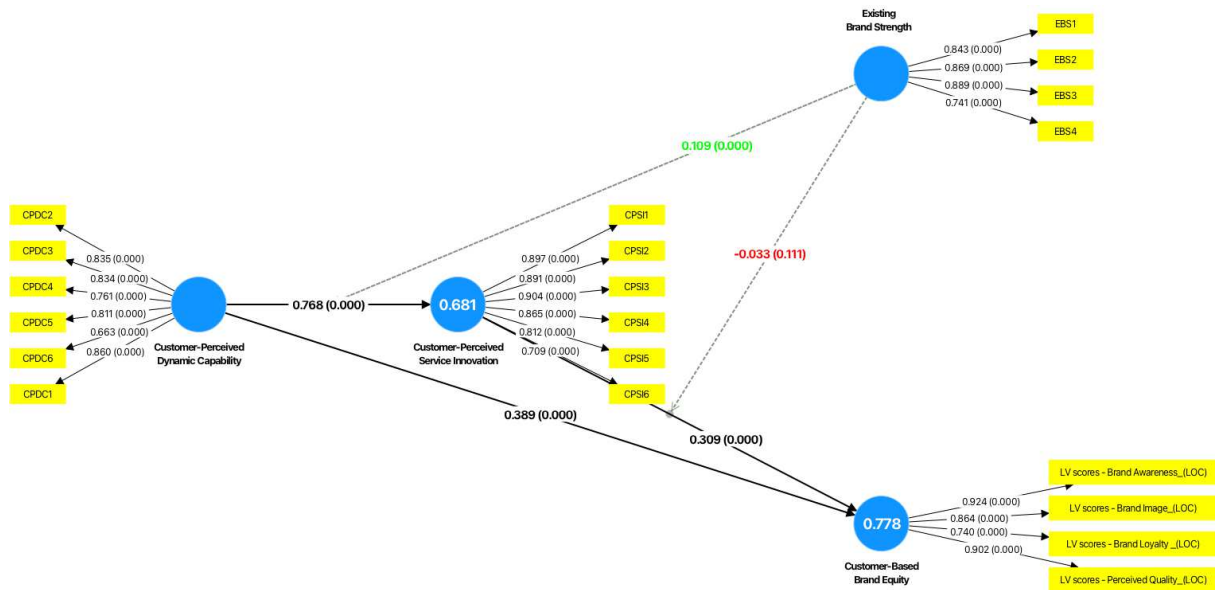 Existing
Brand Strength
EBS1
0.843 (0.000)
EBS2
0.869 (0.000)
0.889 (0.000)
EBS3
0.741 (0.000)
EBS4
0.109 (0.000)
-0.033 (0.111)
CPDC2
CPDC3
CPDC4
CPDC5
CPDC6
CPDC1
0.835 (0.000)
0.834 (0.000)
0.761 (0.000)
0.811 (0.000)
0.663 (0.000)
0.860 (0.000)
Customer-Perceived
Dynamic Capability
0.768 (0.000)
0.681
Customer-Perceived
Service Innovation
0.897 (0.000)
0.891 (0.000)
0.904 (0.000)
0.865 (0.000)
0.812 (0.000)
0.709 (0.000)
CPSI1
CPSI2
CPSI3
CPSI4
CPSI5
CPSI6
0.389 (0.000)
0.309 (0.000)
0.778
Customer-Based
Brand Equity
0.924 (0.000)
0.864 (0.000)
0.740 (0.000)
0.902 (0.000)
LV scores - Brand Awareness_(LOC)
LV scores - Brand Image_(LOC)
LV scores - Brand Loyalty _(LOC)
LV scores - Perceived Quality_(LOC)